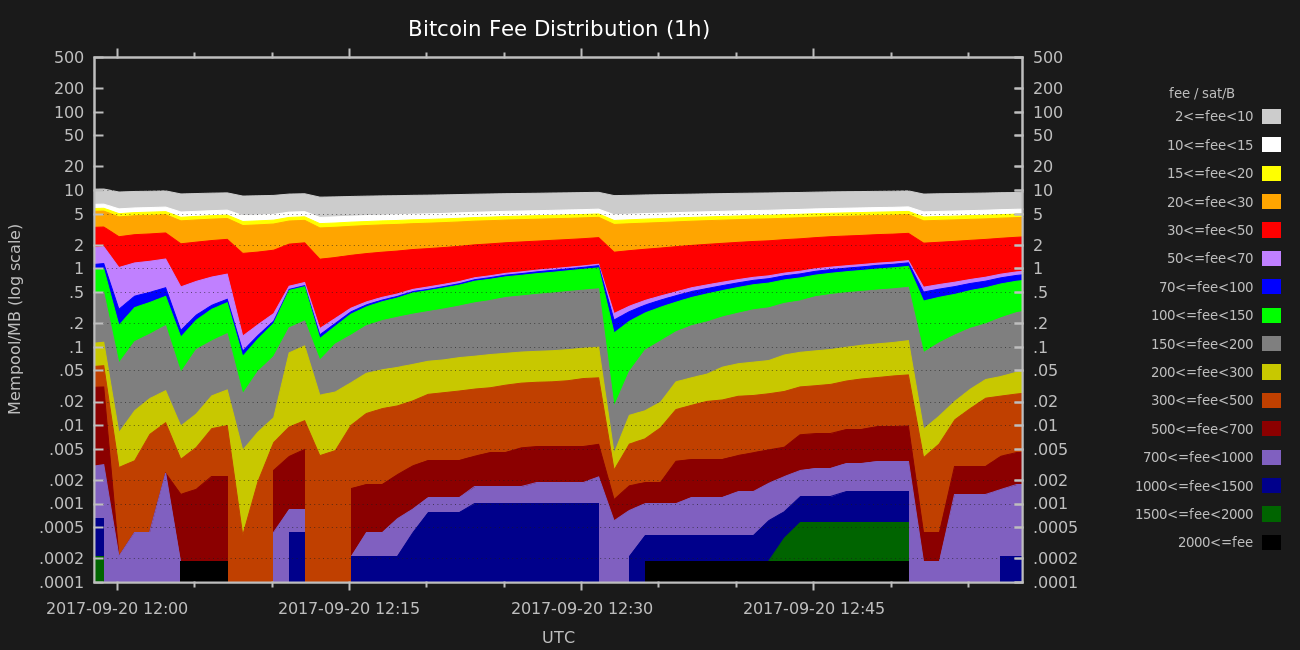 Bitcoin Fee Distribution (1h)
500 500
200 200
100 100
50 50
20 20
10 10
5 5
2 2
1 1
.5 .5
.2 .2
.1 .1
.05 .05
.02 .02
.01 .01
.005 .005
.002 .002
.001 .001
.0005 .0005
.0002 .0002
.0001 .0001
Mempool/MB (log scale)
2017-09-20 12:00 2017-09-20 12:15 2017-09-20 12:30 2017-09-20 12:45
UTC
fee / sat/B
2<=fee<10
10<=fee<15
15<=fee<20
20<=fee<30
30<=fee<50
50<=fee<70
70<=fee<100
100<=fee<150
150<=fee<200
200<=fee<300
300<=fee<500
500<=fee<700
700<=fee<1000
1000<=fee<1500
1500<=fee<2000
2000<=fee